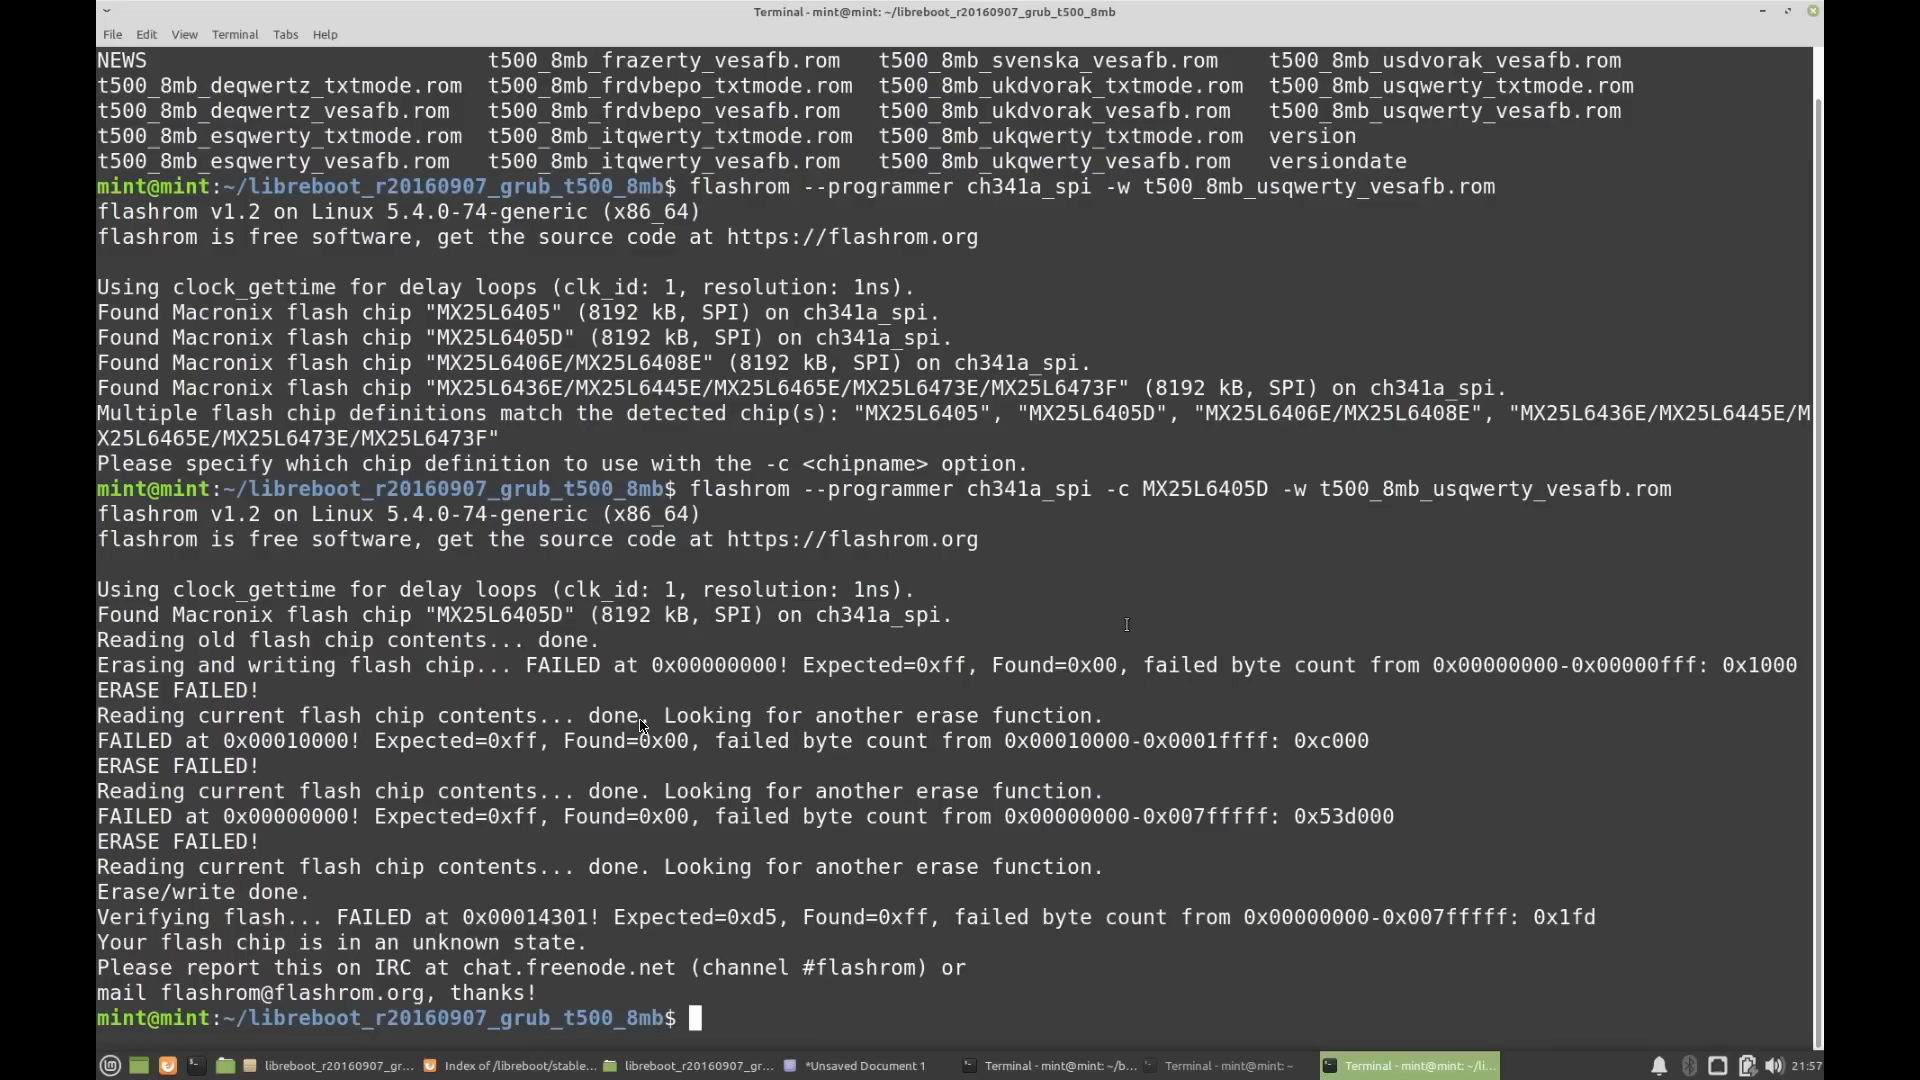 Terminal - mint@mint: ~/libreboot_r20160907_grub_t500_8mb
File Edit View Terminal Tabs Help
NEWS t500_8mb_frazerty_vesafb.rom t500_8mb_svenska_vesafb.rom t500_8mb_usdvorak_vesafb.rom
t500_8mb_deqwertz_txtmode.rom t500_8mb_frdvbepo_txtmode.rom t500_8mb_ukdvorak_txtmode.rom t500_8mb_usqwerty_txtmode.rom
t500_8mb_deqwertz_vesafb.rom t500_8mb_frdvbepo_vesafb.rom t500_8mb_ukdvorak_vesafb.rom t500_8mb_usqwerty_vesafb.rom
t500_8mb_esqwerty_txtmode.rom t500_8mb_itqwerty_txtmode.rom t500_8mb_ukqwerty_txtmode.rom version
t500_8mb_esqwerty_vesafb.rom t500_8mb_itqwerty_vesafb.rom t500_8mb_ukqwerty_vesafb.rom versiondate
mint@mint:~/libreboot_r20160907_grub_t500_8mb$ flashrom --programmer ch341a_spi -w t500_8mb_usqwerty_vesafb.rom
flashrom v1.2 on Linux 5.4.0-74-generic (x86_64)
flashrom is free software, get the source code at https://flashrom.org

Using clock_gettime for delay loops (clk_id: 1, resolution: 1ns).
Found Macronix flash chip "MX25L6405" (8192 kB, SPI) on ch341a_spi.
Found Macronix flash chip "MX25L6405D" (8192 kB, SPI) on ch341a_spi.
Found Macronix flash chip "MX25L6406E/MX25L6408E" (8192 kB, SPI) on ch341a_spi.
Found Macronix flash chip "MX25L6436E/MX25L6445E/MX25L6465E/MX25L6473E/MX25L6473F" (8192 kB, SPI) on ch341a_spi.
Multiple flash chip definitions match the detected chip(s): "MX25L6405", "MX25L6405D", "MX25L6406E/MX25L6408E", "MX25L6436E/MX25L6445E/M
X25L6465E/MX25L6473E/MX25L6473F"
Please specify which chip definition to use with the -c <chipname> option.
mint@mint:~/libreboot_r20160907_grub_t500_8mb$ flashrom --programmer ch341a_spi -c MX25L6405D -w t500_8mb_usqwerty_vesafb.rom
flashrom v1.2 on Linux 5.4.0-74-generic (x86_64)
flashrom is free software, get the source code at https://flashrom.org

Using clock_gettime for delay loops (clk_id: 1, resolution: 1ns).
Found Macronix flash chip "MX25L6405D" (8192 kB, SPI) on ch341a_spi.
Reading old flash chip contents... done.
Erasing and writing flash chip... FAILED at 0x00000000! Expected=0xff, Found=0x00, failed byte count from 0x00000000-0x00000fff: 0x1000
ERASE FAILED!
Reading current flash chip contents... done. Looking for another erase function.
FAILED at 0x00010000! Expected=0xff, Found=0x00, failed byte count from 0x00010000-0x0001ffff: 0xc000
ERASE FAILED!
Reading current flash chip contents... done. Looking for another erase function.
FAILED at 0x00000000! Expected=0xff, Found=0x00, failed byte count from 0x00000000-0x007fffff: 0x53d000
ERASE FAILED!
Reading current flash chip contents... done. Looking for another erase function.
Erase/write done.
Verifying flash... FAILED at 0x00014301! Expected=0xd5, Found=0xff, failed byte count from 0x00000000-0x007fffff: 0x1fd
Your flash chip is in an unknown state.
Please report this on IRC at chat.freenode.net (channel #flashrom) or
mail flashrom@flashrom.org, thanks!
mint@mint:~/libreboot_r20160907_grub_t500_8mb$
libreboot_r20160907_gr... Index of /libreboot/stable... libreboot_r20160907_gr... *Unsaved Document 1 Terminal - mint@mint: ~/b... Terminal - mint@mint: ~ Terminal - mint@mint: ~/li... 21:57